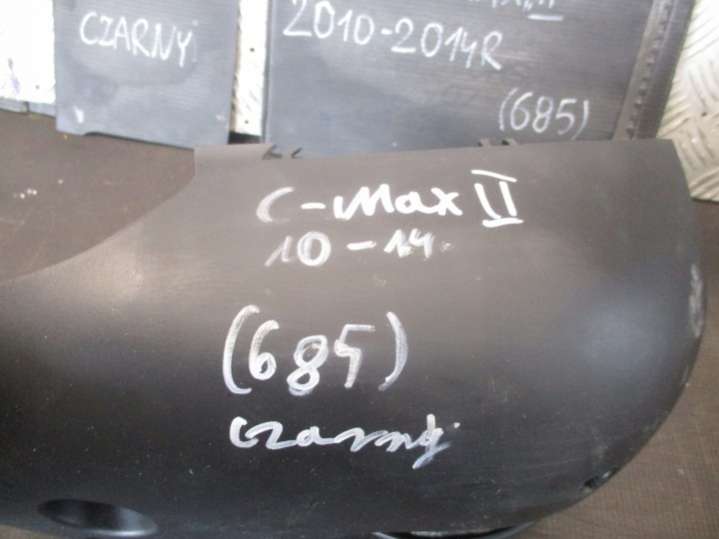 CZARNY
2010-2014R
(685)
C-Max II
10-14
(685)
czarny